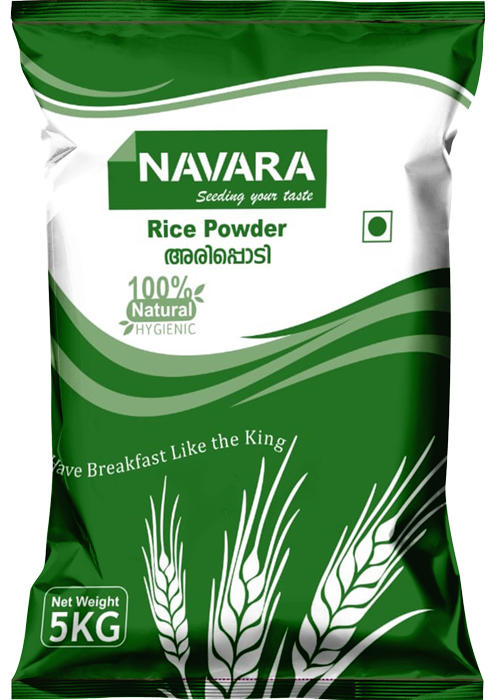 NAVARA
Seeding your taste
Rice Powder
അരിപ്പൊടി
100%
Natural
HYGIENIC
Have Breakfast Like the King
Net Weight
5KG